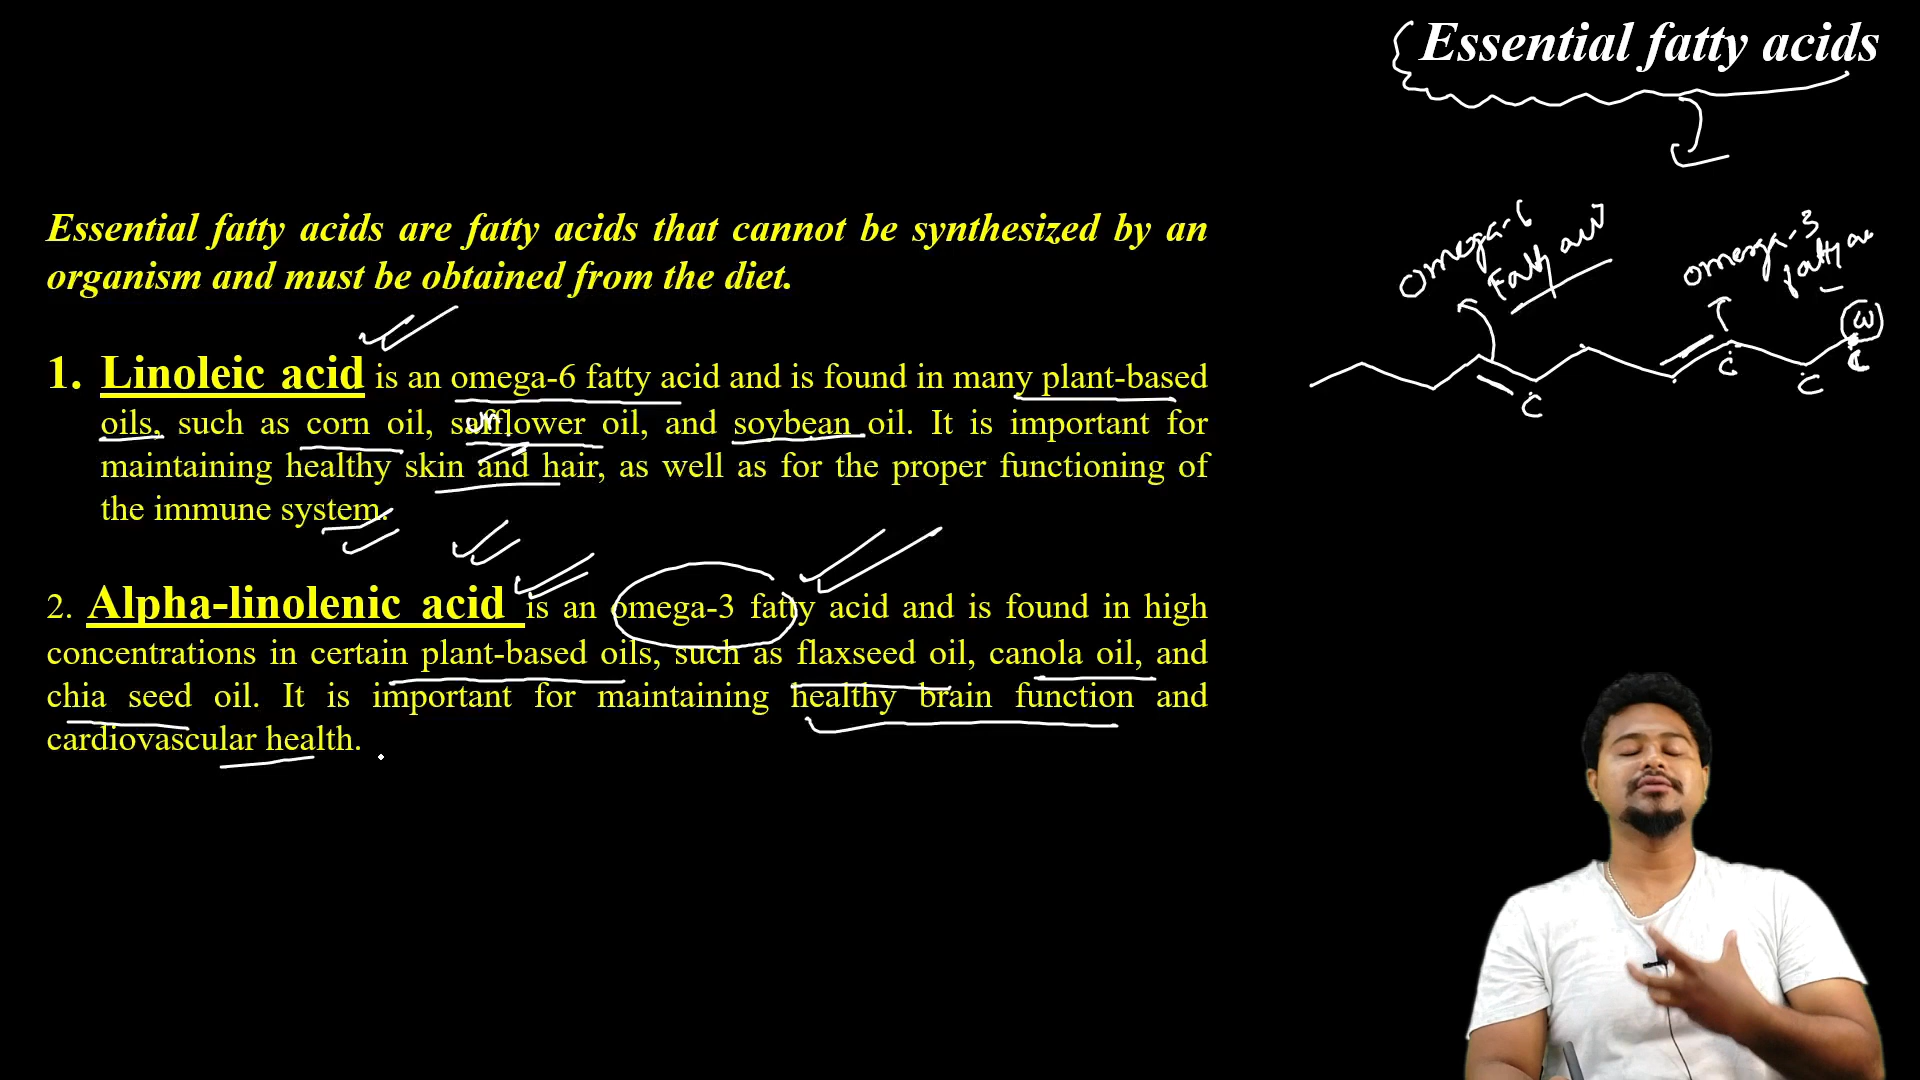 Essential fatty acids
Essential fatty acids are fatty acids that cannot be synthesized by an
organism and must be obtained from the diet.
1. Linoleic acid is an omega-6 fatty acid and is found in many plant-based
oils, such as corn oil, safflower oil, and soybean oil. It is important for
maintaining healthy skin and hair, as well as for the proper functioning of
the immune system.
2. Alpha-linolenic acid is an omega-3 fatty acid and is found in high
concentrations in certain plant-based oils, such as flaxseed oil, canola oil, and
chia seed oil. It is important for maintaining healthy brain function and
cardiovascular health.
omega-6
Fatty acid
omega-3
fatty ac
ω
C
C
C
C